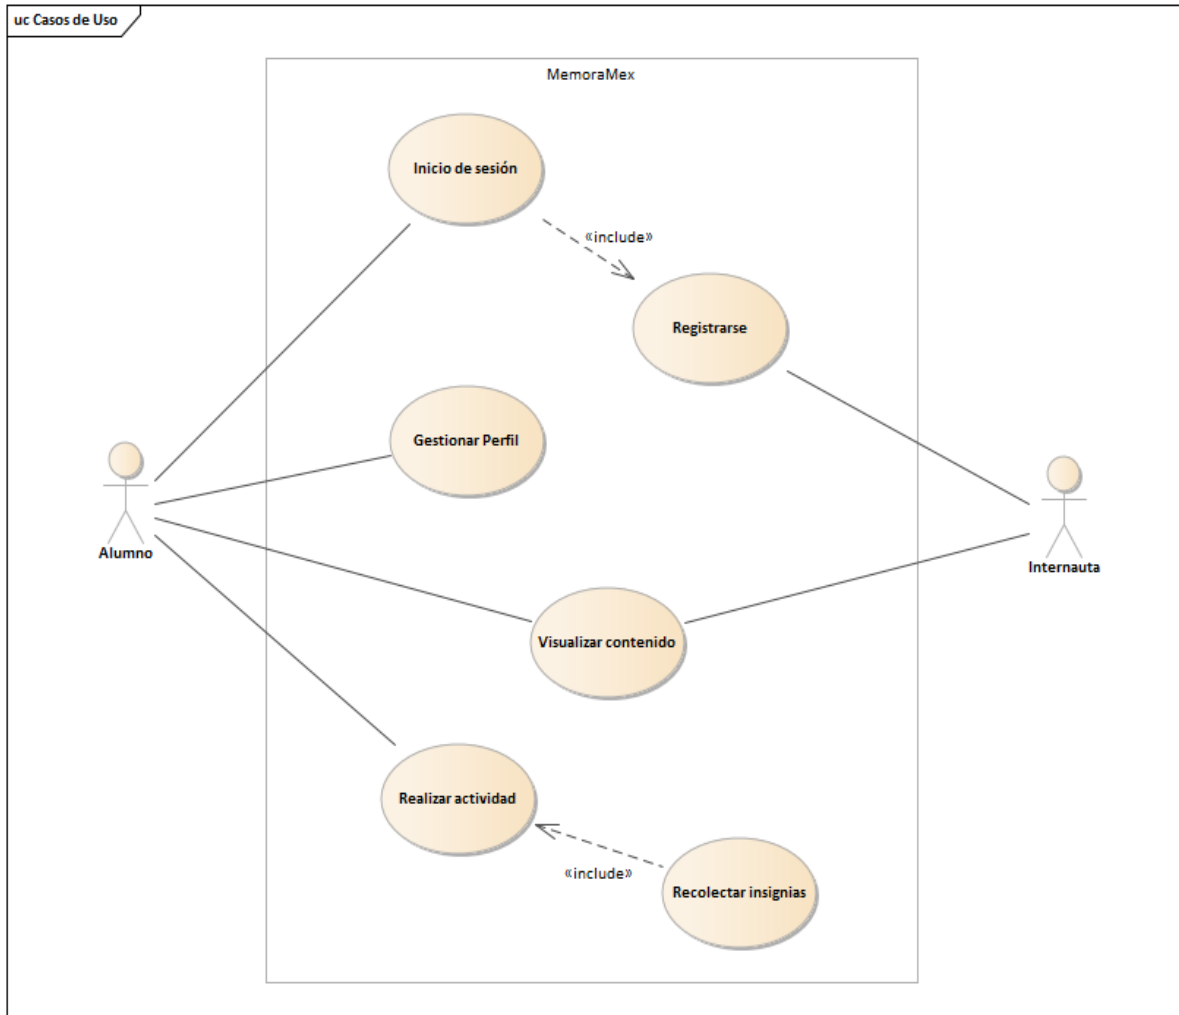 uc Casos de Uso
MemoraMex
Inicio de sesión
«include»
Registrarse
Gestionar Perfil
Alumno
Internauta
Visualizar contenido
Realizar actividad
«include»
Recolectar insignias